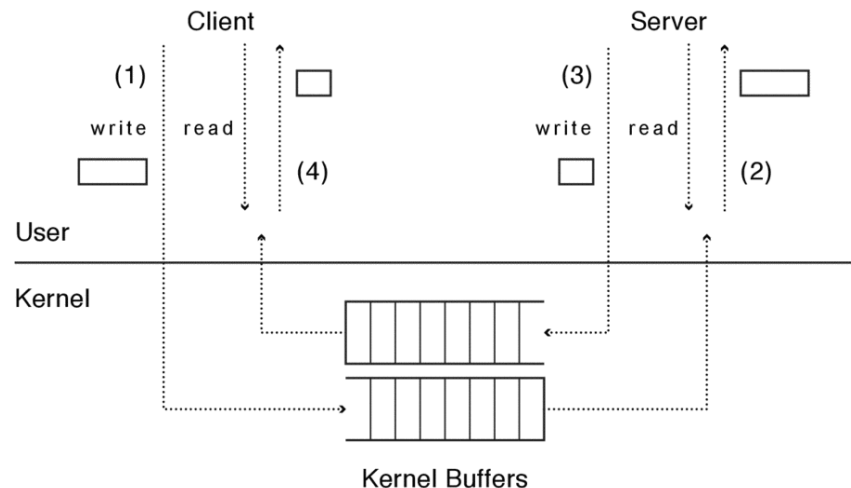 Client
Server
(1)
(3)
write
read
write
read
(4)
(2)
User
Kernel
Kernel Buffers